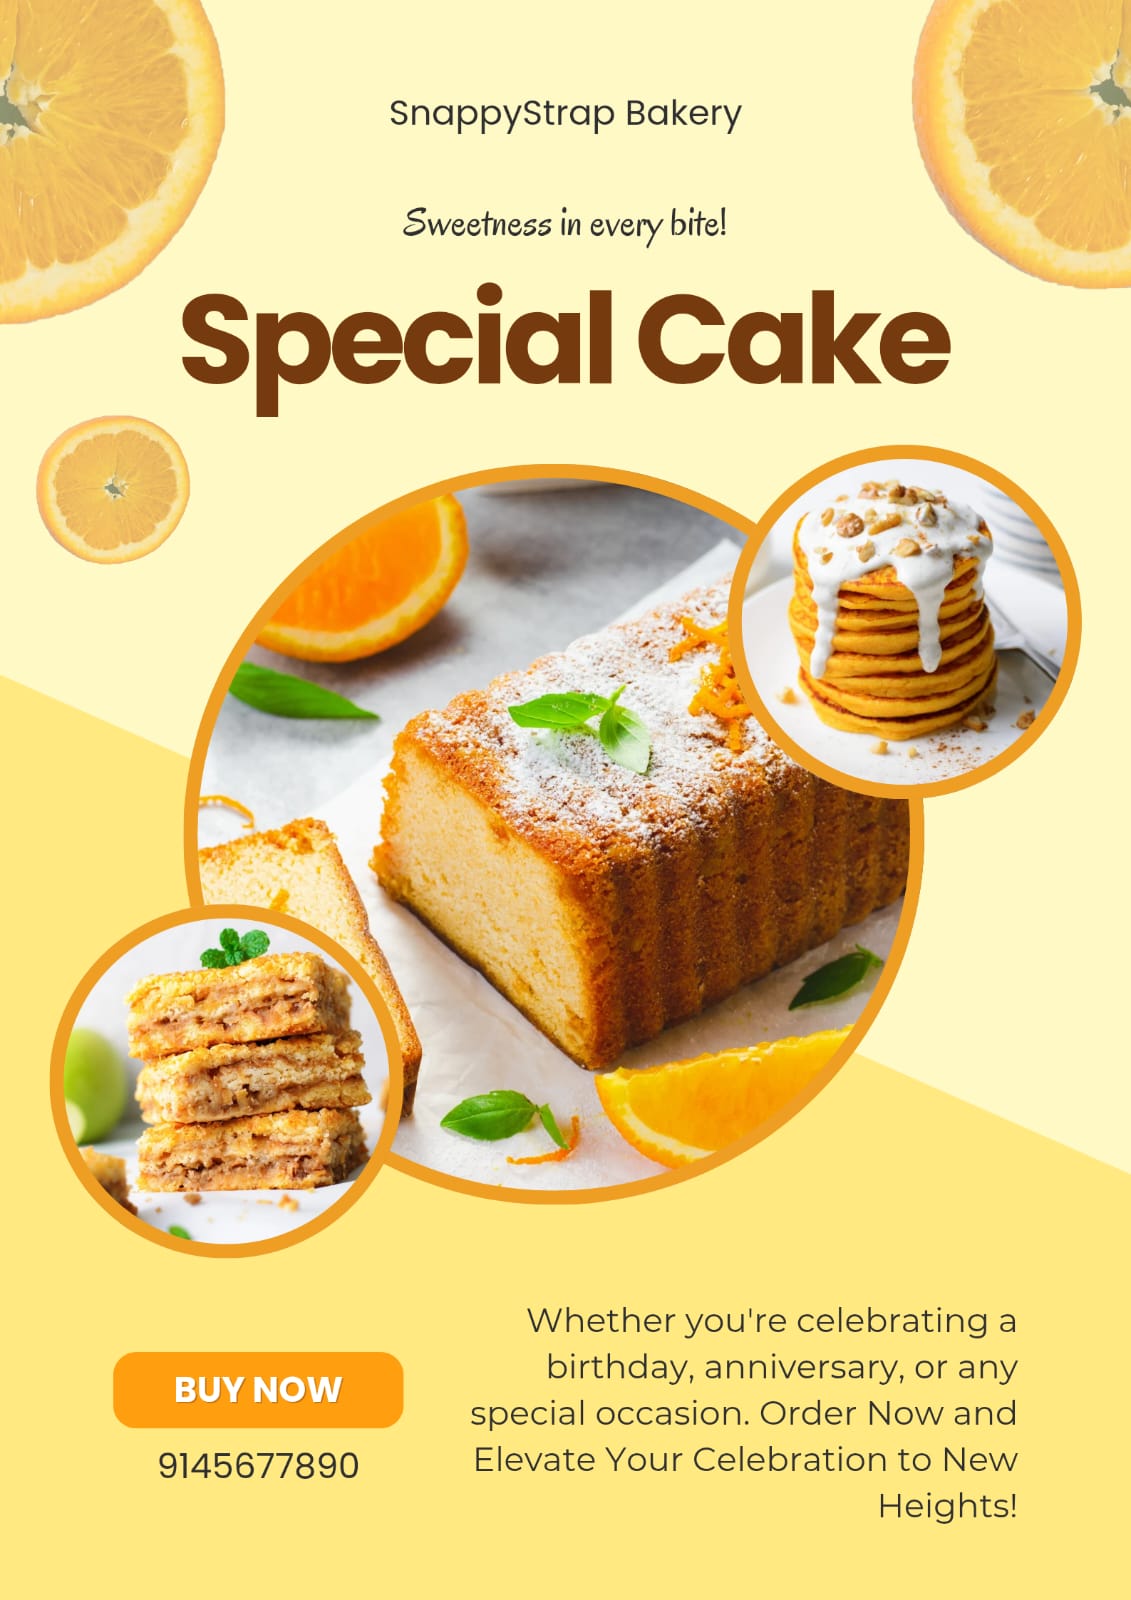 SnappyStrap Bakery
Sweetness in every bite!
Special Cake
BUY NOW
9145677890
Whether you're celebrating a
birthday, anniversary, or any
special occasion. Order Now and
Elevate Your Celebration to New
Heights!